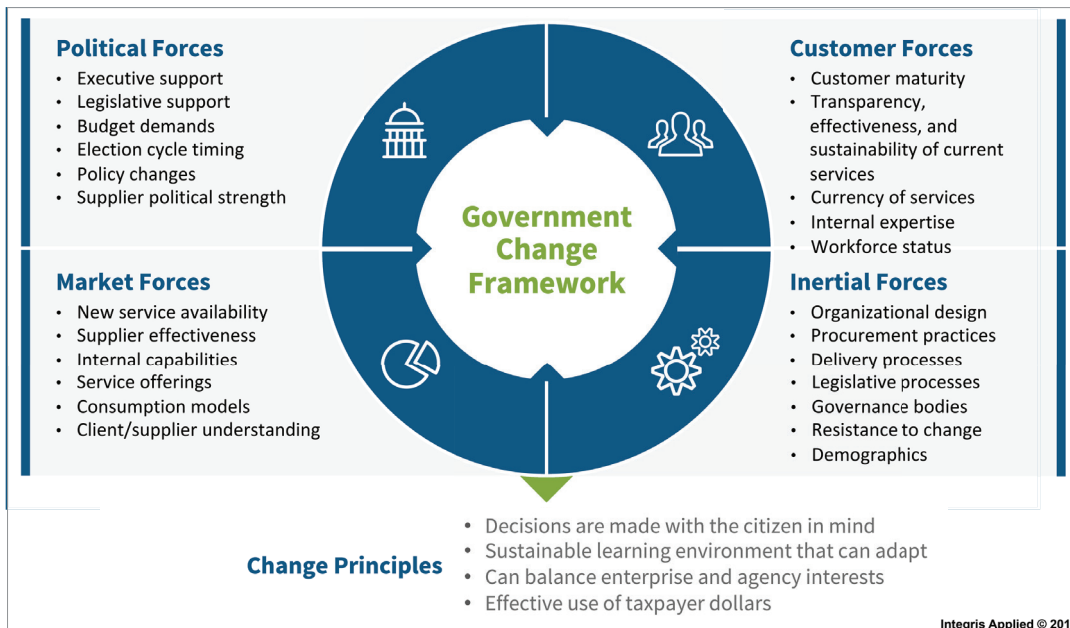 Political Forces
• Executive support
• Legislative support
• Budget demands
• Election cycle timing
• Policy changes
• Supplier political strength
Customer Forces
• Customer maturity
• Transparency,
effectiveness, and
sustainability of current
services
• Currency of services
• Internal expertise
• Workforce status
Government
Change
Framework
Market Forces
• New service availability
• Supplier effectiveness
• Internal capabilities
• Service offerings
• Consumption models
• Client/supplier understanding
Inertial Forces
• Organizational design
• Procurement practices
• Delivery processes
• Legislative processes
• Governance bodies
• Resistance to change
• Demographics
Change Principles
• Decisions are made with the citizen in mind
• Sustainable learning environment that can adapt
• Can balance enterprise and agency interests
• Effective use of taxpayer dollars
Integris Applied © 201